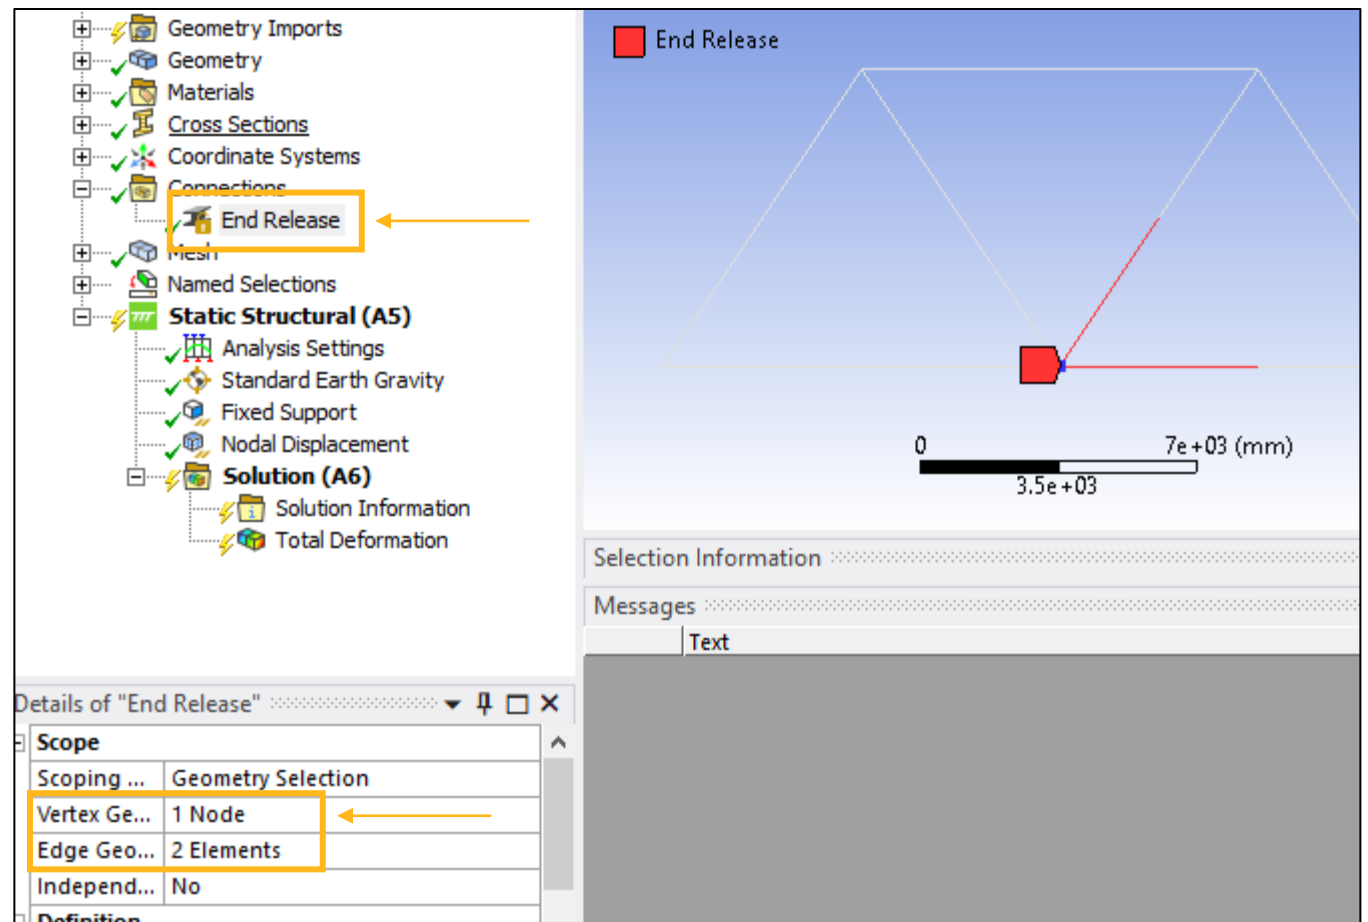 Geometry Imports
Geometry
Materials
Cross Sections
Coordinate Systems
Connections
End Release
Mesh
Named Selections
Static Structural (A5)
Analysis Settings
Standard Earth Gravity
Fixed Support
Nodal Displacement
Solution (A6)
Solution Information
Total Deformation
End Release
0 7e+03 (mm)
3.5e+03
Selection Information
Messages
Text
Details of "End Release"
Scope
Scoping ... Geometry Selection
Vertex Ge... 1 Node
Edge Geo... 2 Elements
Independ... No
Definition